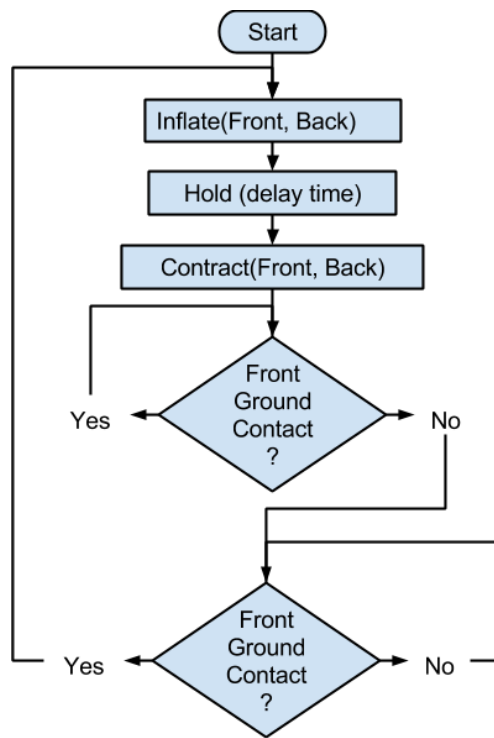 Start
Inflate(Front, Back)
Hold (delay time)
Contract(Front, Back)
Front
Ground
Contact
?
Yes
No
Front
Ground
Contact
?
Yes
No